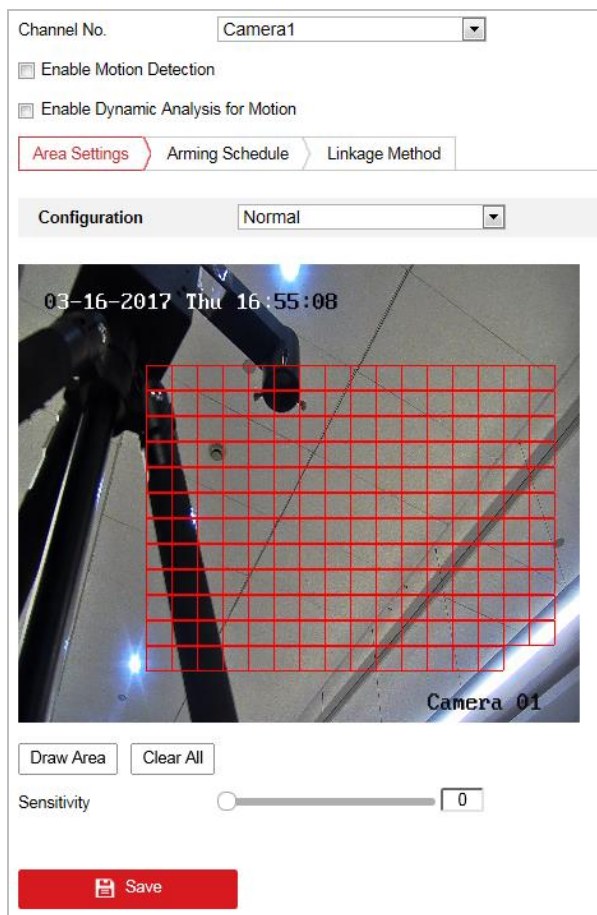 Channel No. Camera1
Enable Motion Detection
Enable Dynamic Analysis for Motion
Area Settings Arming Schedule Linkage Method
Configuration Normal
03-16-2017 Thu 16:55:08
Camera 01
Draw Area Clear All
Sensitivity 0
Save